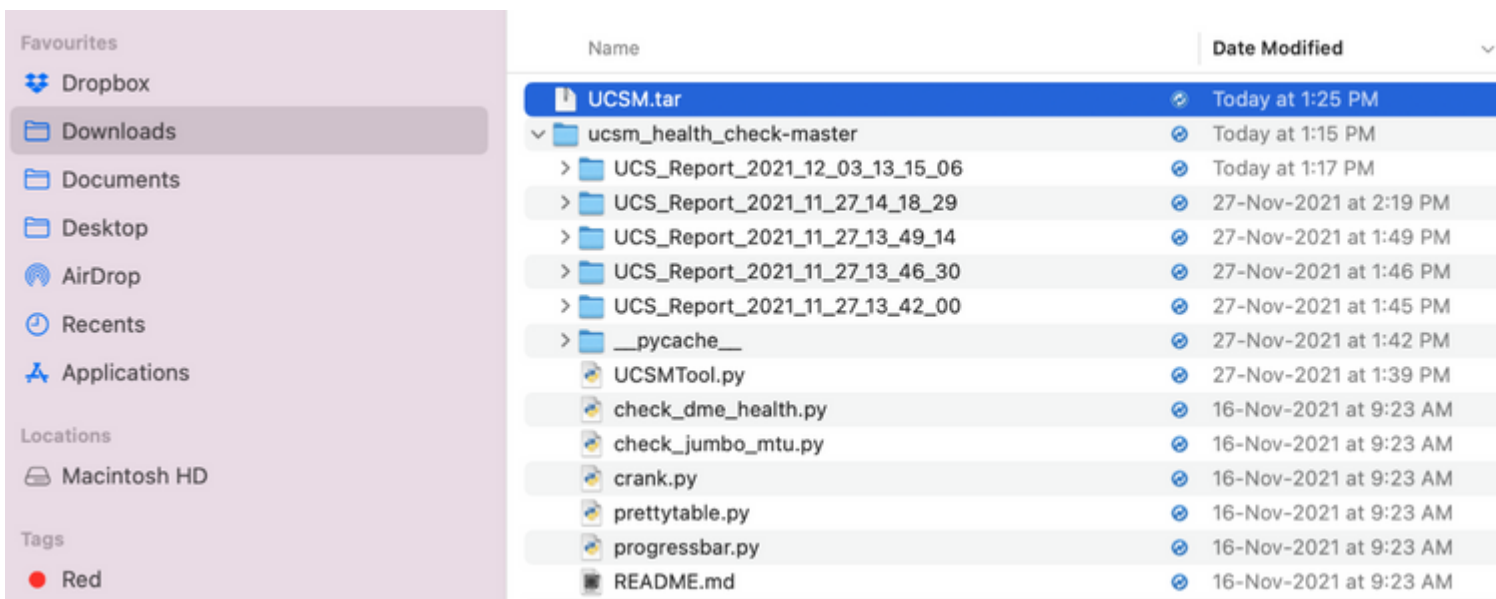 Favourites
Dropbox
Downloads
Documents
Desktop
AirDrop
Recents
Applications
Locations
Macintosh HD
Tags
Red
Name Date Modified
UCSM.tar Today at 1:25 PM
ucsm_health_check-master Today at 1:15 PM
UCS_Report_2021_12_03_13_15_06 Today at 1:17 PM
UCS_Report_2021_11_27_14_18_29 27-Nov-2021 at 2:19 PM
UCS_Report_2021_11_27_13_49_14 27-Nov-2021 at 1:49 PM
UCS_Report_2021_11_27_13_46_30 27-Nov-2021 at 1:46 PM
UCS_Report_2021_11_27_13_42_00 27-Nov-2021 at 1:45 PM
__pycache__ 27-Nov-2021 at 1:42 PM
UCSMTool.py 27-Nov-2021 at 1:39 PM
check_dme_health.py 16-Nov-2021 at 9:23 AM
check_jumbo_mtu.py 16-Nov-2021 at 9:23 AM
crank.py 16-Nov-2021 at 9:23 AM
prettytable.py 16-Nov-2021 at 9:23 AM
progressbar.py 16-Nov-2021 at 9:23 AM
README.md 16-Nov-2021 at 9:23 AM